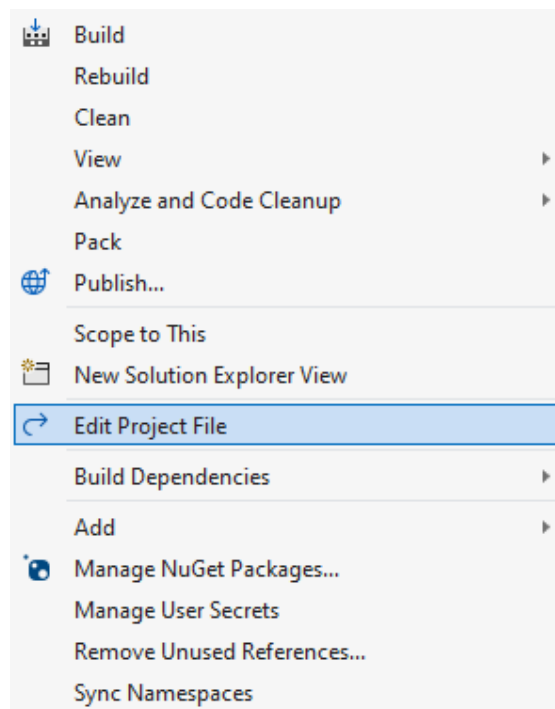 Build
Rebuild
Clean
View
Analyze and Code Cleanup
Pack
Publish...
Scope to This
New Solution Explorer View
Edit Project File
Build Dependencies
Add
Manage NuGet Packages...
Manage User Secrets
Remove Unused References...
Sync Namespaces